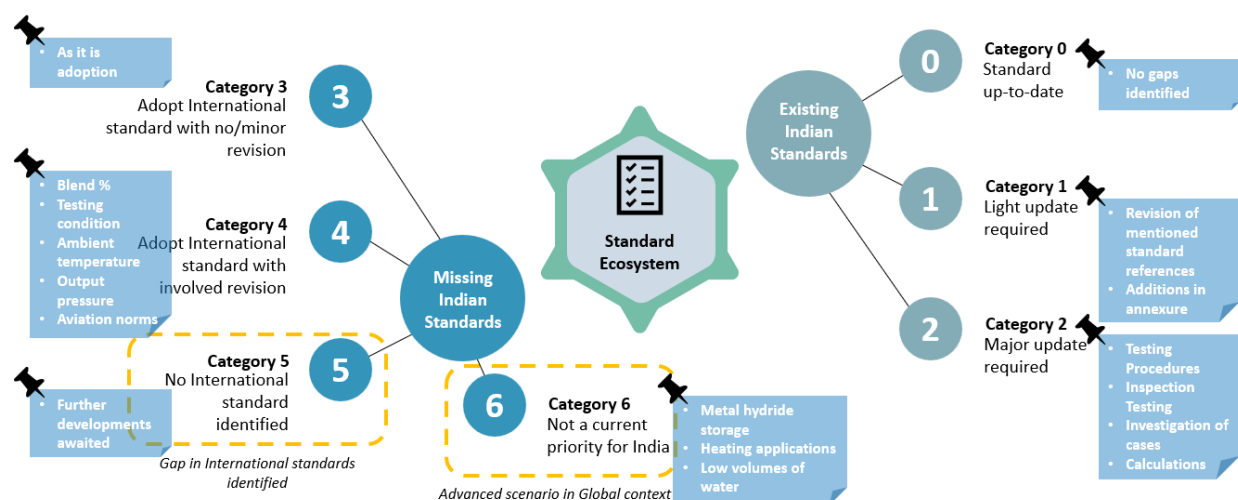 As it is
adoption
Category 3
Adopt International
standard with no/minor
revision
3
Blend %
Testing
condition
Ambient
temperature
Output
pressure
Aviation norms
Category 4
Adopt International
standard with
involved revision
4
Missing
Indian
Standards
Further
developments
awaited
Category 5
No International
standard
identified
5
Gap in International standards
identified
6
Category 6
Not a current
priority for India
Metal hydride
storage
Heating applications
Low volumes of
water
Advanced scenario in Global context
Standard
Ecosystem
Existing
Indian
Standards
0
Category 0
Standard
up-to-date
No gaps
identified
1
Category 1
Light update
required
Revision of
mentioned
standard
references
Additions in
annexure
2
Category 2
Major update
required
Testing
Procedures
Inspection
Testing
Investigation of
cases
Calculations